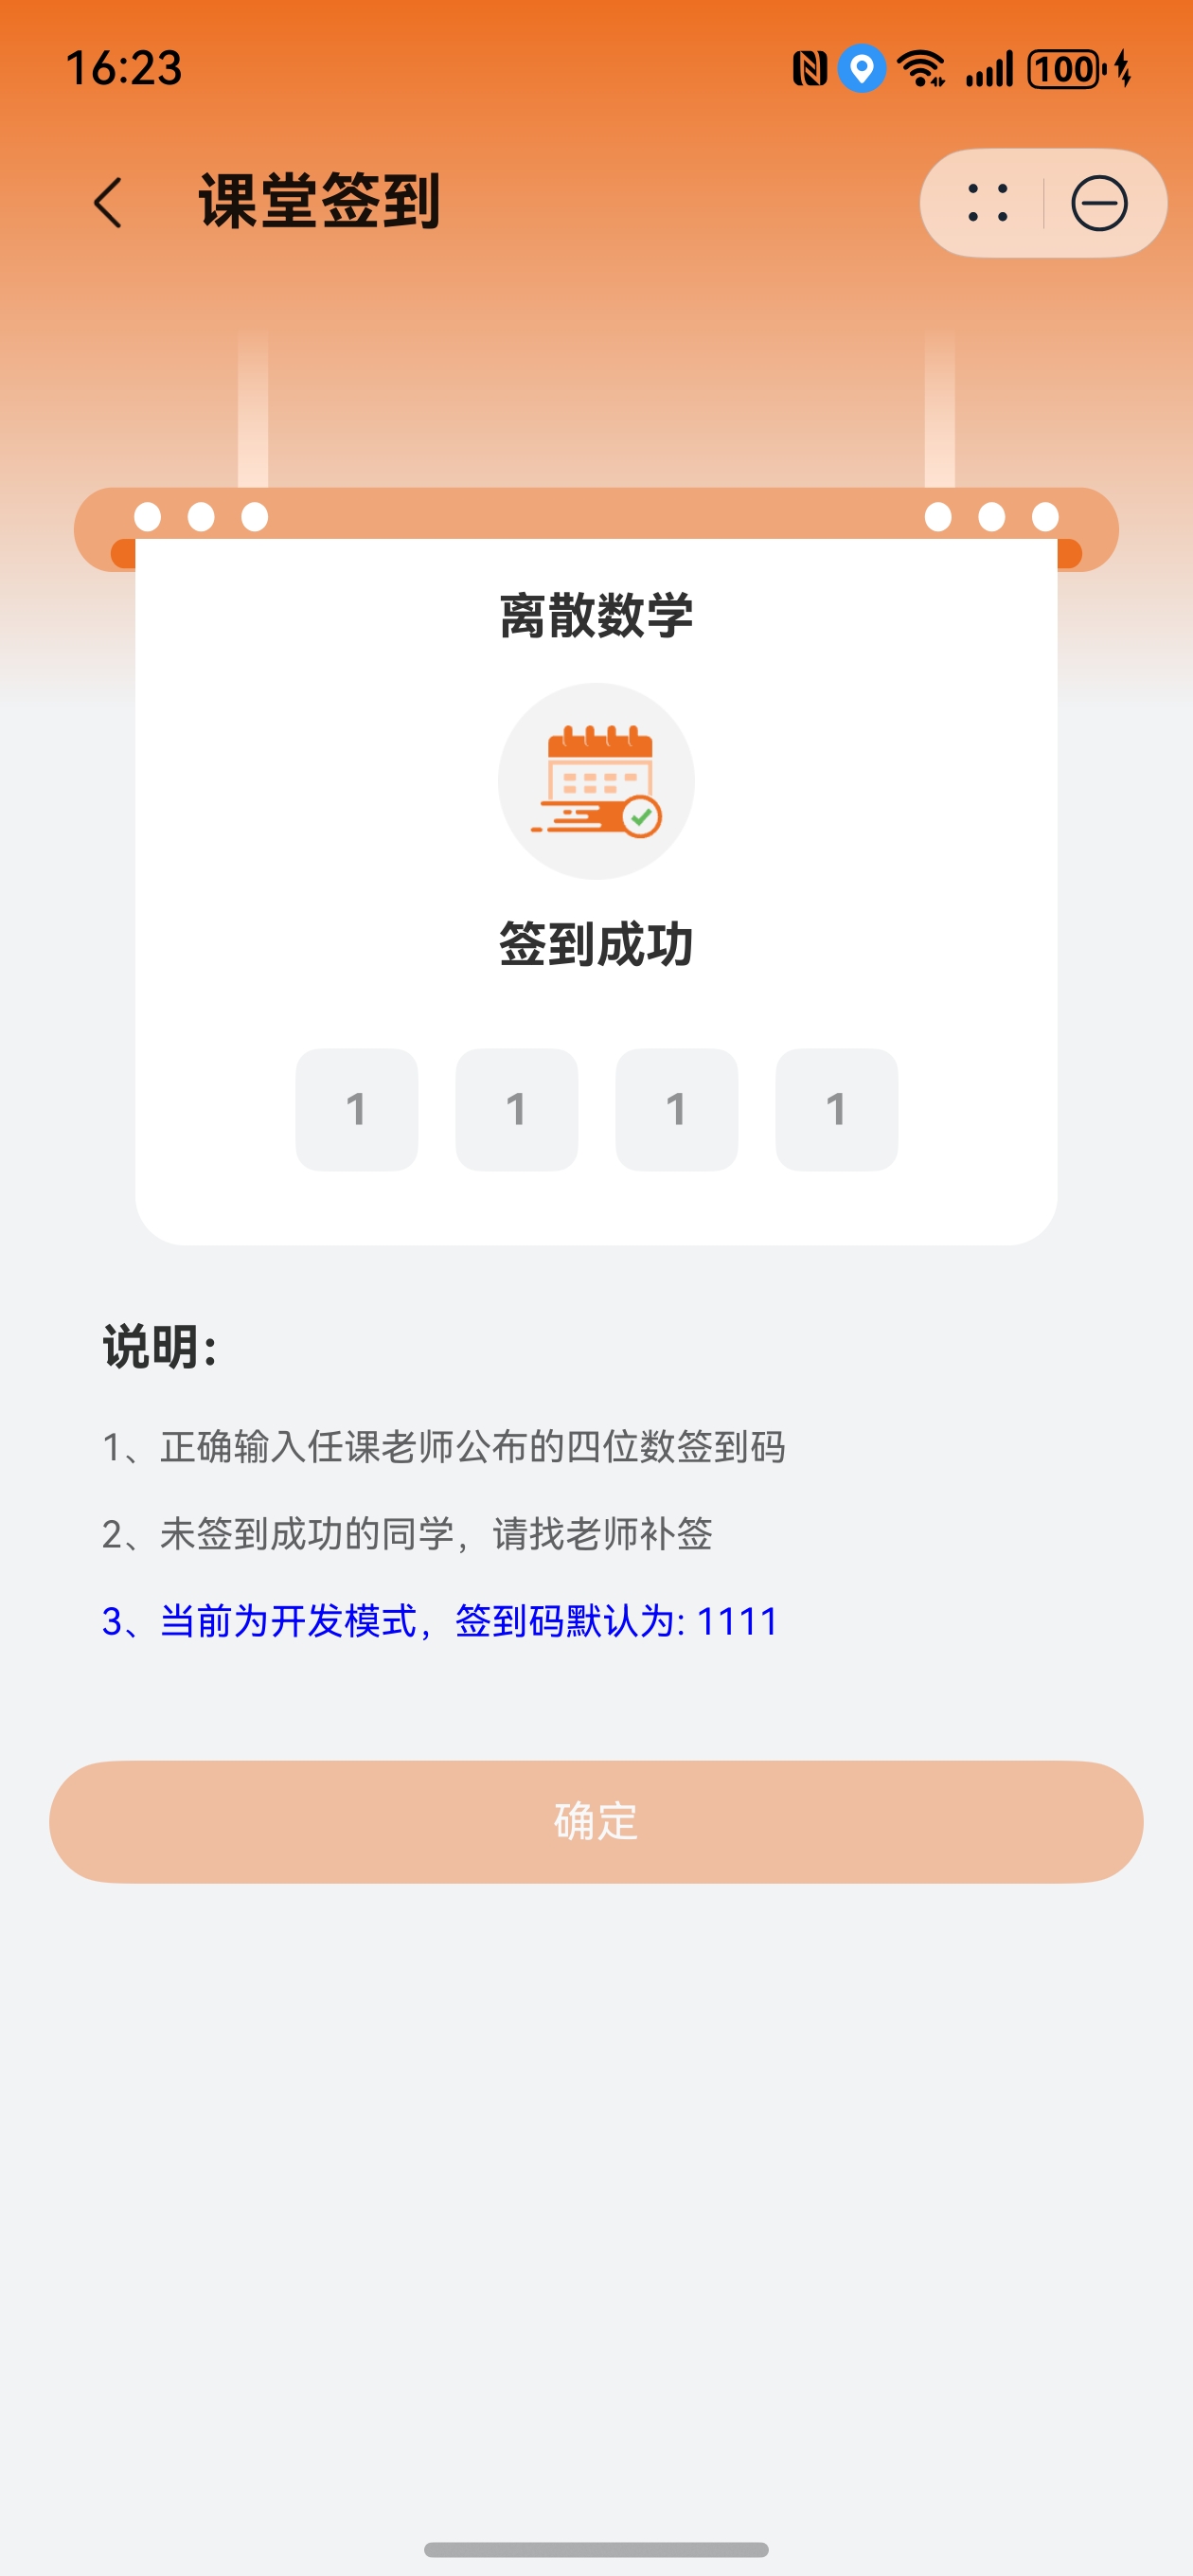 16:23
100
课堂签到
离散数学
签到成功
1 1 1 1
说明：
1、正确输入任课老师公布的四位数签到码
2、未签到成功的同学，请找老师补签
3、当前为开发模式，签到码默认为: 1111
确定